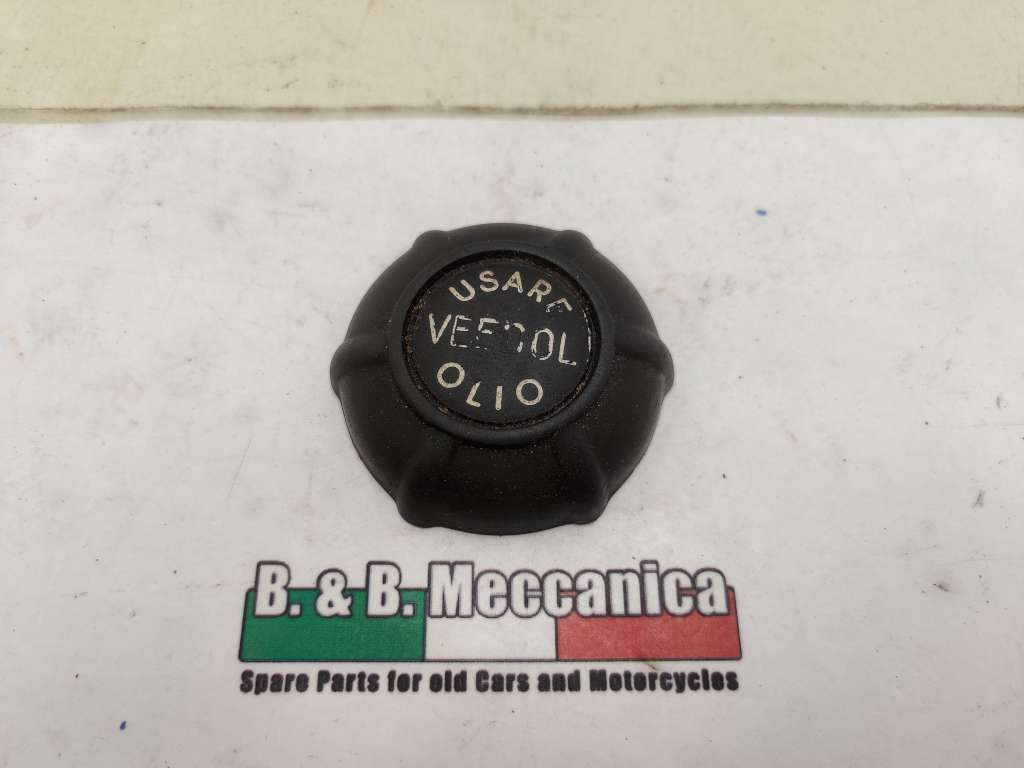 USARE
VEEDOL
OLIO
B. & B. Meccanica
Spare Parts for old Cars and Motorcycles